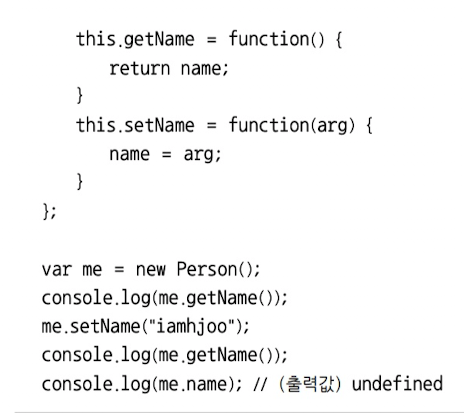 this.getName = function() {
return name;
}
this.setName = function(arg) {
name = arg;
}
};
var me = new Person();
console.log(me.getName());
me.setName("iamhjoo");
console.log(me.getName());
console.log(me.name); // (출력값) undefined